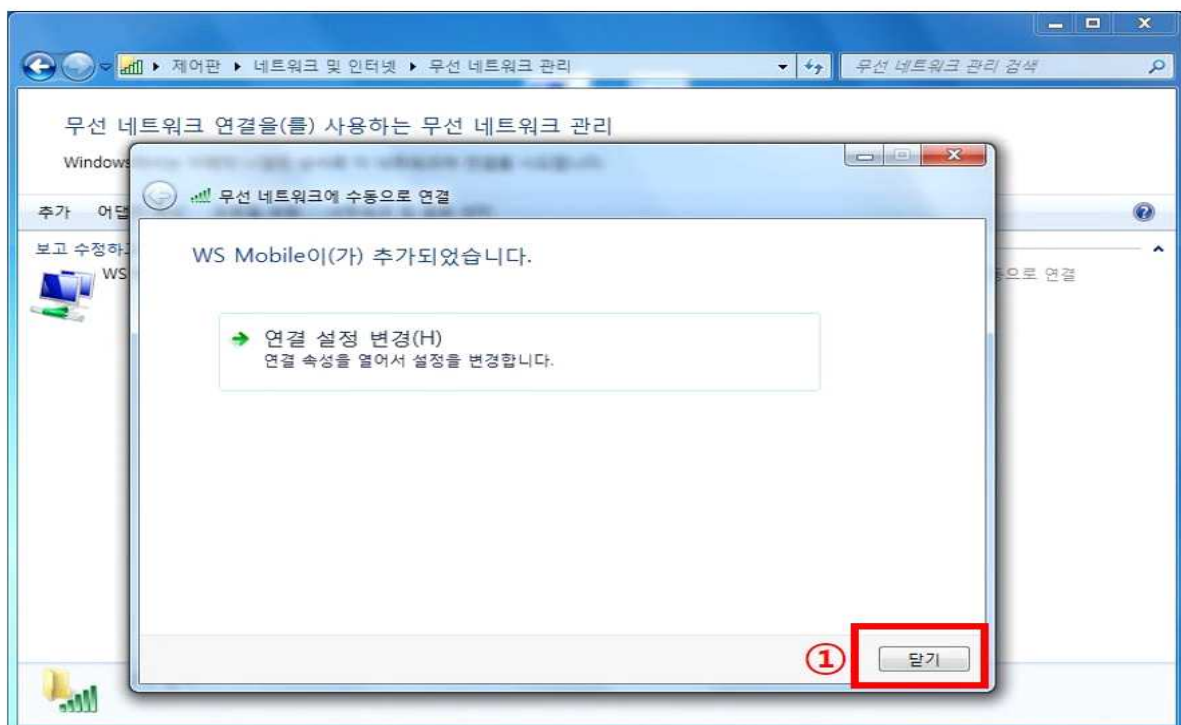 제어판 ▶ 네트워크 및 인터넷 ▶ 무선 네트워크 관리
무선 네트워크 관리 검색
무선 네트워크 연결을(를) 사용하는 무선 네트워크 관리
Windows
무선 네트워크에 수동으로 연결
추가 어댑
보고 수정하
WS
동으로 연결
WS Mobile이(가) 추가되었습니다.
연결 설정 변경(H)
연결 속성을 열어서 설정을 변경합니다.
① 닫기